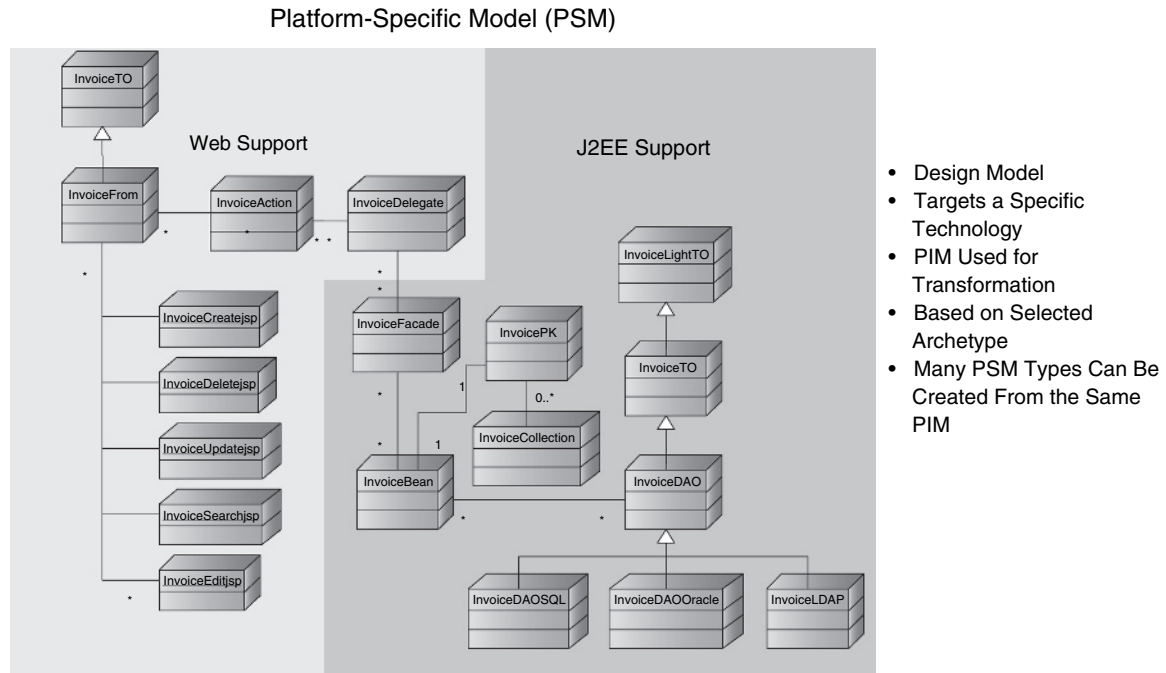 Platform-Specific Model (PSM)
InvoiceTO
Web Support
J2EE Support
InvoiceFrom
InvoiceAction
InvoiceDelegate
*
*
* *
*
*
*
InvoiceLightTO
InvoiceCreatejsp
InvoiceFacade
InvoicePK
InvoiceDeletejsp
InvoiceTO
*
1
0..*
InvoiceUpdatejsp
*
1
InvoiceCollection
InvoiceBean
InvoiceDAO
InvoiceSearchjsp
*
*
InvoiceEditjsp
*
InvoiceDAOSQL
InvoiceDAOOracle
InvoiceLDAP
• Design Model
• Targets a Specific
Technology
• PIM Used for
Transformation
• Based on Selected
Archetype
• Many PSM Types Can Be
Created From the Same
PIM